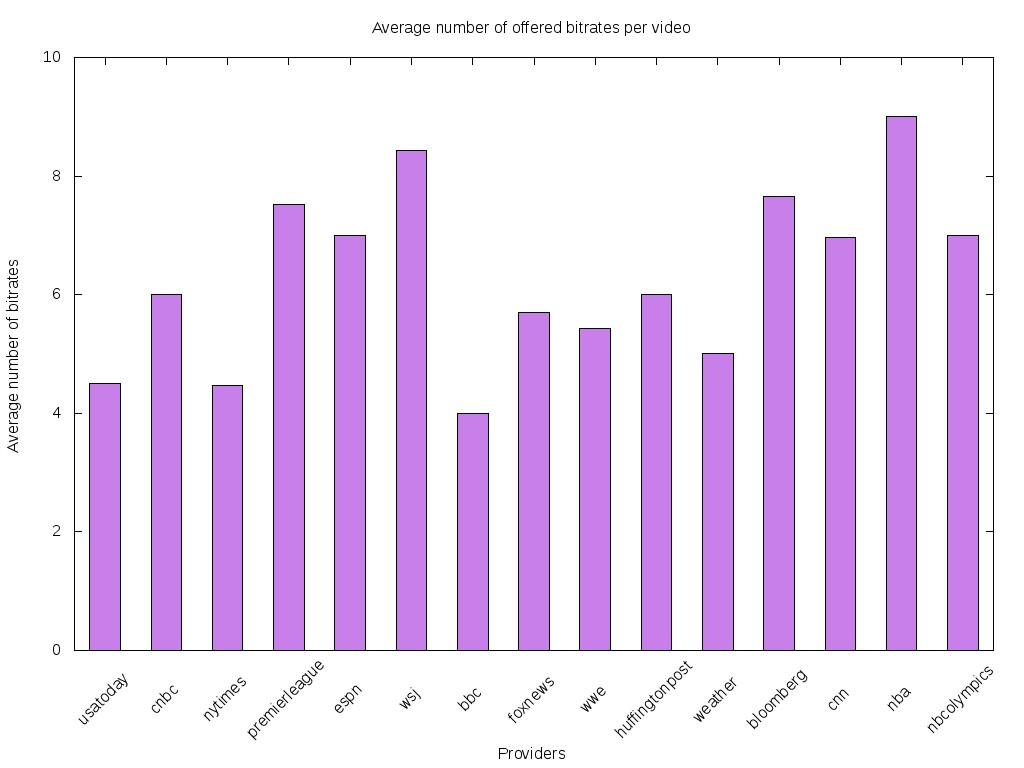 Average number of offered bitrates per video
10
8
6
4
2
0
Average number of bitrates
usatoday
cnbc
nytimes
premierleague
espn
wsj
bbc
foxnews
wwe
huffingtonpost
weather
bloomberg
cnn
nba
nbcolympics
Providers